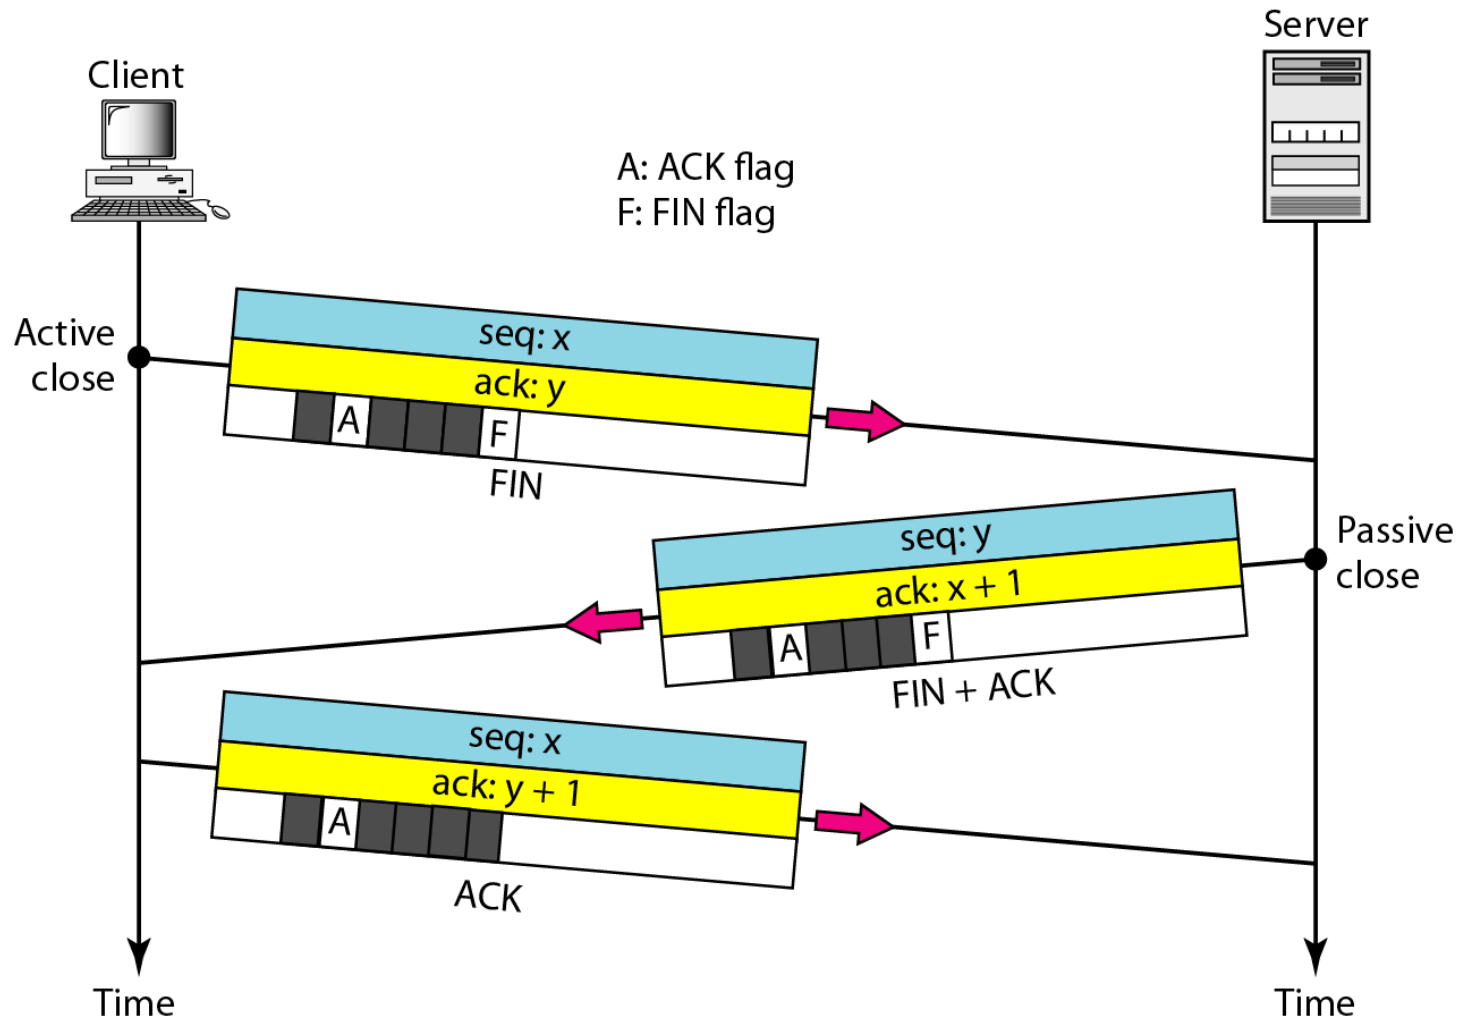 Server
Client
A: ACK flag
F: FIN flag
Active
close
seq: x
ack: y
A
F
FIN
Passive
close
seq: y
ack: x + 1
A
F
FIN + ACK
seq: x
ack: y + 1
A
ACK
Time
Time